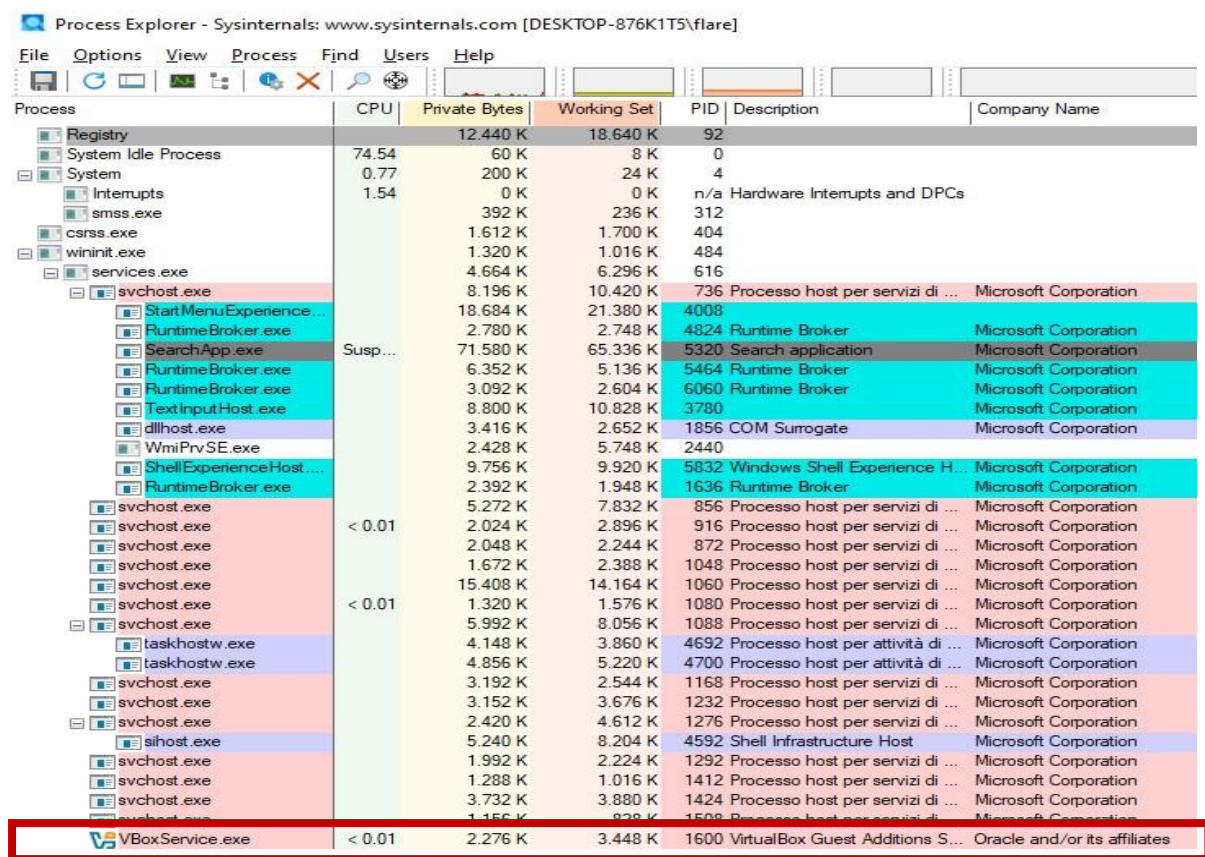 Process Explorer - Sysinternals: www.sysinternals.com [DESKTOP-876K1T5\flare]
File Options View Process Find Users Help
Process CPU Private Bytes Working Set PID Description Company Name
Registry 12.440 K 18.640 K 92
System Idle Process 74.54 60 K 8 K 0
System 0.77 200 K 24 K 4
Interrupts 1.54 0 K 0 K n/a Hardware Interrupts and DPCs
smss.exe 392 K 236 K 312
csrss.exe 1.612 K 1.700 K 404
wininit.exe 1.320 K 1.016 K 484
services.exe 4.664 K 6.296 K 616
svchost.exe 8.196 K 10.420 K 736 Processo host per servizi di ... Microsoft Corporation
StartMenuExperience... 18.684 K 21.380 K 4008
RuntimeBroker.exe 2.780 K 2.748 K 4824 Runtime Broker Microsoft Corporation
SearchApp.exe Susp... 71.580 K 65.336 K 5320 Search application Microsoft Corporation
RuntimeBroker.exe 6.352 K 5.136 K 5464 Runtime Broker Microsoft Corporation
RuntimeBroker.exe 3.092 K 2.604 K 6060 Runtime Broker Microsoft Corporation
TextInputHost.exe 8.800 K 10.828 K 3780 Microsoft Corporation
dllhost.exe 3.416 K 2.652 K 1856 COM Surrogate Microsoft Corporation
WmiPrvSE.exe 2.428 K 5.748 K 2440
ShellExperienceHost.... 9.756 K 9.920 K 5832 Windows Shell Experience H... Microsoft Corporation
RuntimeBroker.exe 2.392 K 1.948 K 1636 Runtime Broker Microsoft Corporation
svchost.exe 5.272 K 7.832 K 856 Processo host per servizi di ... Microsoft Corporation
svchost.exe < 0.01 2.024 K 2.896 K 916 Processo host per servizi di ... Microsoft Corporation
svchost.exe 2.048 K 2.244 K 872 Processo host per servizi di ... Microsoft Corporation
svchost.exe 1.672 K 2.388 K 1048 Processo host per servizi di ... Microsoft Corporation
svchost.exe 15.408 K 14.164 K 1060 Processo host per servizi di ... Microsoft Corporation
svchost.exe < 0.01 1.320 K 1.576 K 1080 Processo host per servizi di ... Microsoft Corporation
svchost.exe 5.992 K 8.056 K 1088 Processo host per servizi di ... Microsoft Corporation
taskhostw.exe 4.148 K 3.860 K 4692 Processo host per attività di ... Microsoft Corporation
taskhostw.exe 4.856 K 5.220 K 4700 Processo host per attività di ... Microsoft Corporation
svchost.exe 3.192 K 2.544 K 1168 Processo host per servizi di ... Microsoft Corporation
svchost.exe 3.152 K 3.676 K 1232 Processo host per servizi di ... Microsoft Corporation
svchost.exe 2.420 K 4.612 K 1276 Processo host per servizi di ... Microsoft Corporation
sihost.exe 5.240 K 8.204 K 4592 Shell Infrastructure Host Microsoft Corporation
svchost.exe 1.992 K 2.224 K 1292 Processo host per servizi di ... Microsoft Corporation
svchost.exe 1.288 K 1.016 K 1412 Processo host per servizi di ... Microsoft Corporation
svchost.exe 3.732 K 3.880 K 1424 Processo host per servizi di ... Microsoft Corporation
svchost.exe 1.156 K 828 K 1508 Processo host per servizi di ... Microsoft Corporation
VBoxService.exe < 0.01 2.276 K 3.448 K 1600 VirtualBox Guest Additions S... Oracle and/or its affiliates